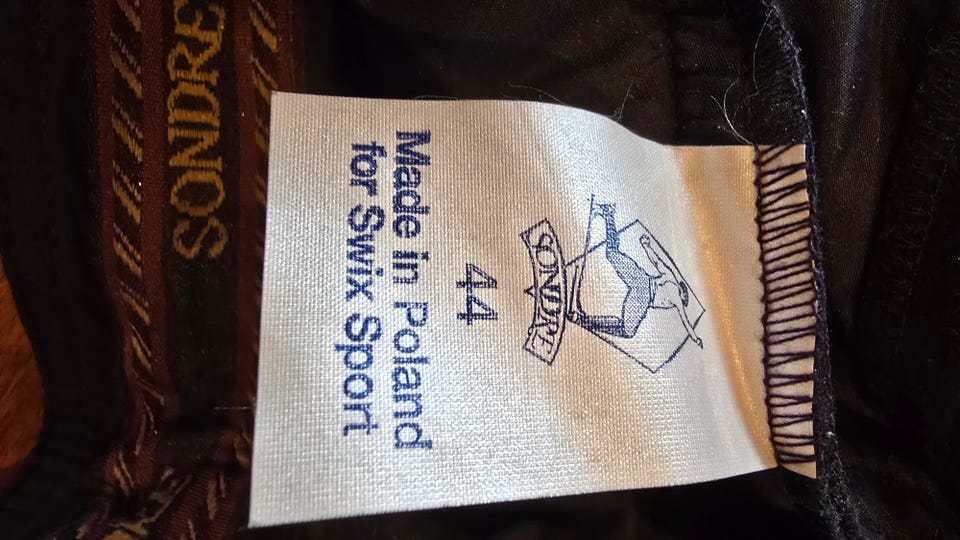 SONDRE
SONDRE
44
Made in Poland
for Swix Sport